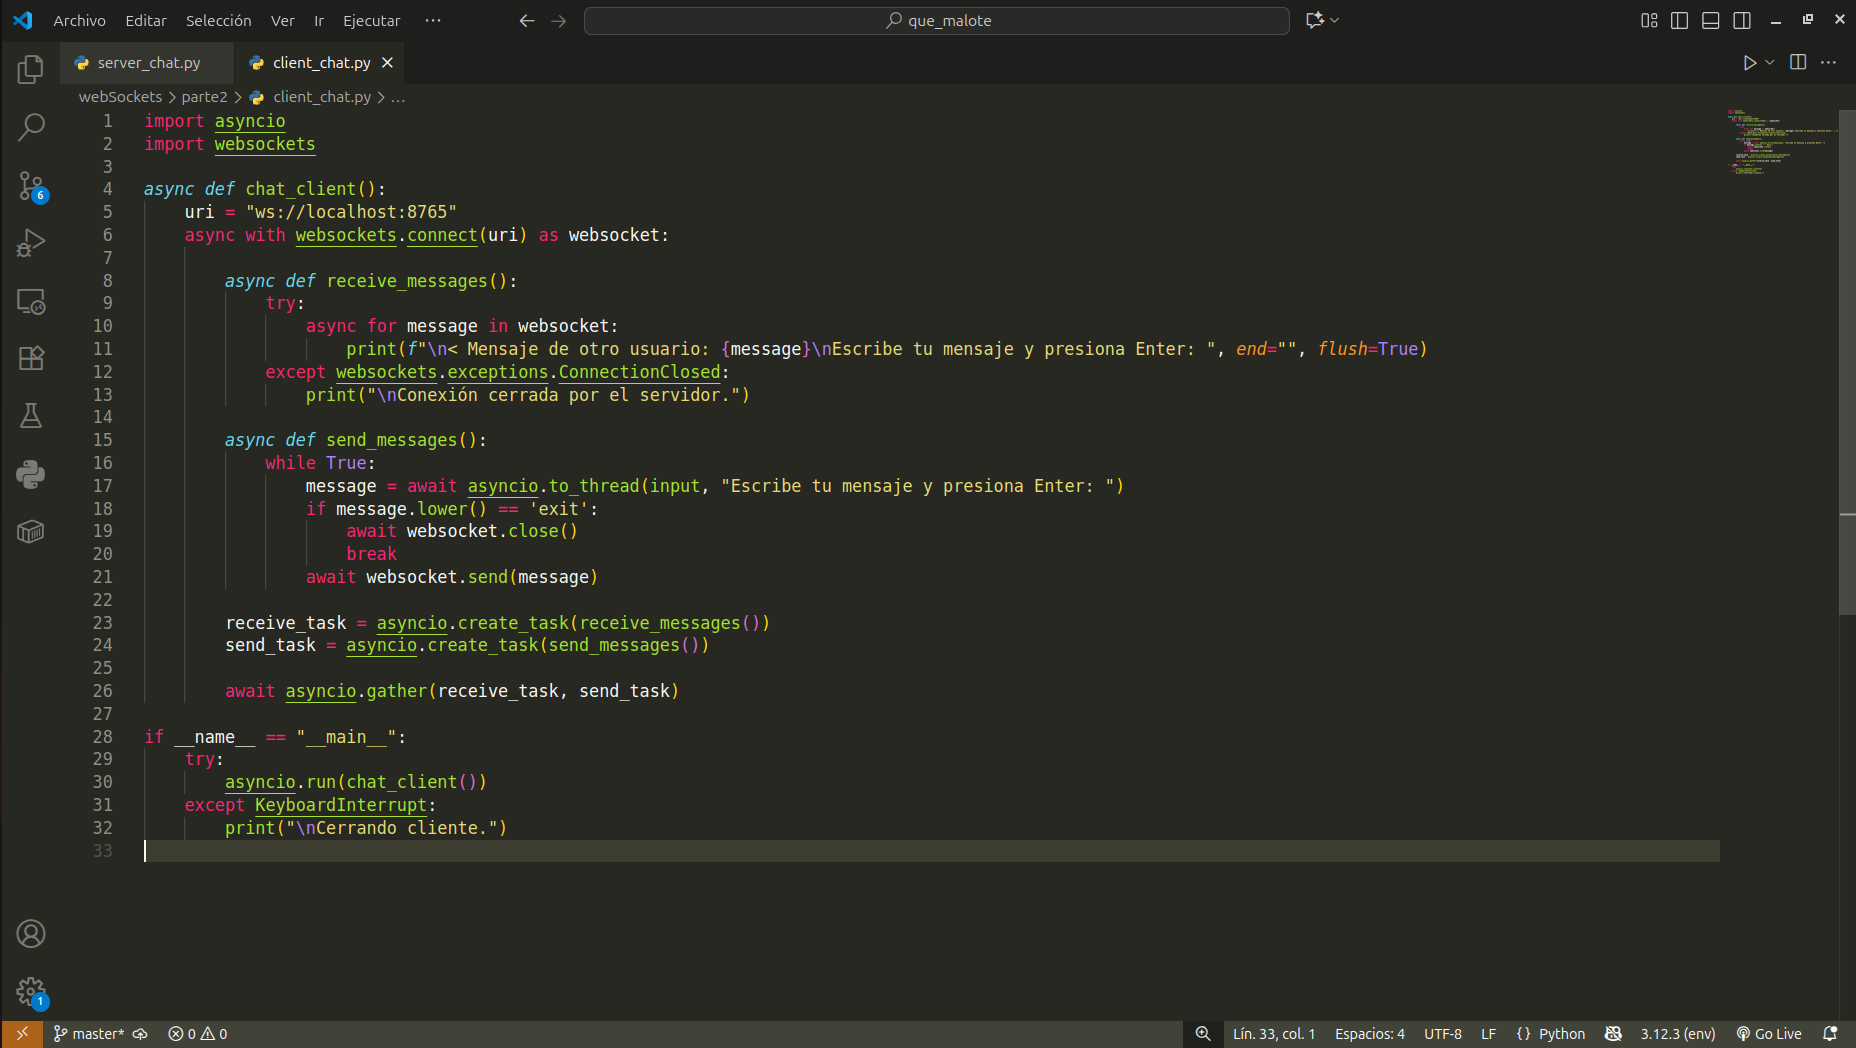 Archivo Editar Selección Ver Ir Ejecutar ··· que_malote
server_chat.py client_chat.py
webSockets > parte2 > client_chat.py > ...
1 import asyncio
2 import websockets
3
4 async def chat_client():
5 uri = "ws://localhost:8765"
6 async with websockets.connect(uri) as websocket:
7
8 async def receive_messages():
9 try:
10 async for message in websocket:
11 print(f"\n< Mensaje de otro usuario: {message}\nEscribe tu mensaje y presiona Enter: ", end="", flush=True)
12 except websockets.exceptions.ConnectionClosed:
13 print("\nConexión cerrada por el servidor.")
14
15 async def send_messages():
16 while True:
17 message = await asyncio.to_thread(input, "Escribe tu mensaje y presiona Enter: ")
18 if message.lower() == 'exit':
19 await websocket.close()
20 break
21 await websocket.send(message)
22
23 receive_task = asyncio.create_task(receive_messages())
24 send_task = asyncio.create_task(send_messages())
25
26 await asyncio.gather(receive_task, send_task)
27
28 if __name__ == "__main__":
29 try:
30 asyncio.run(chat_client())
31 except KeyboardInterrupt:
32 print("\nCerrando cliente.")
33
6
1
master* 0 0 Lín. 33, col. 1 Espacios: 4 UTF-8 LF {} Python 3.12.3 (env) Go Live